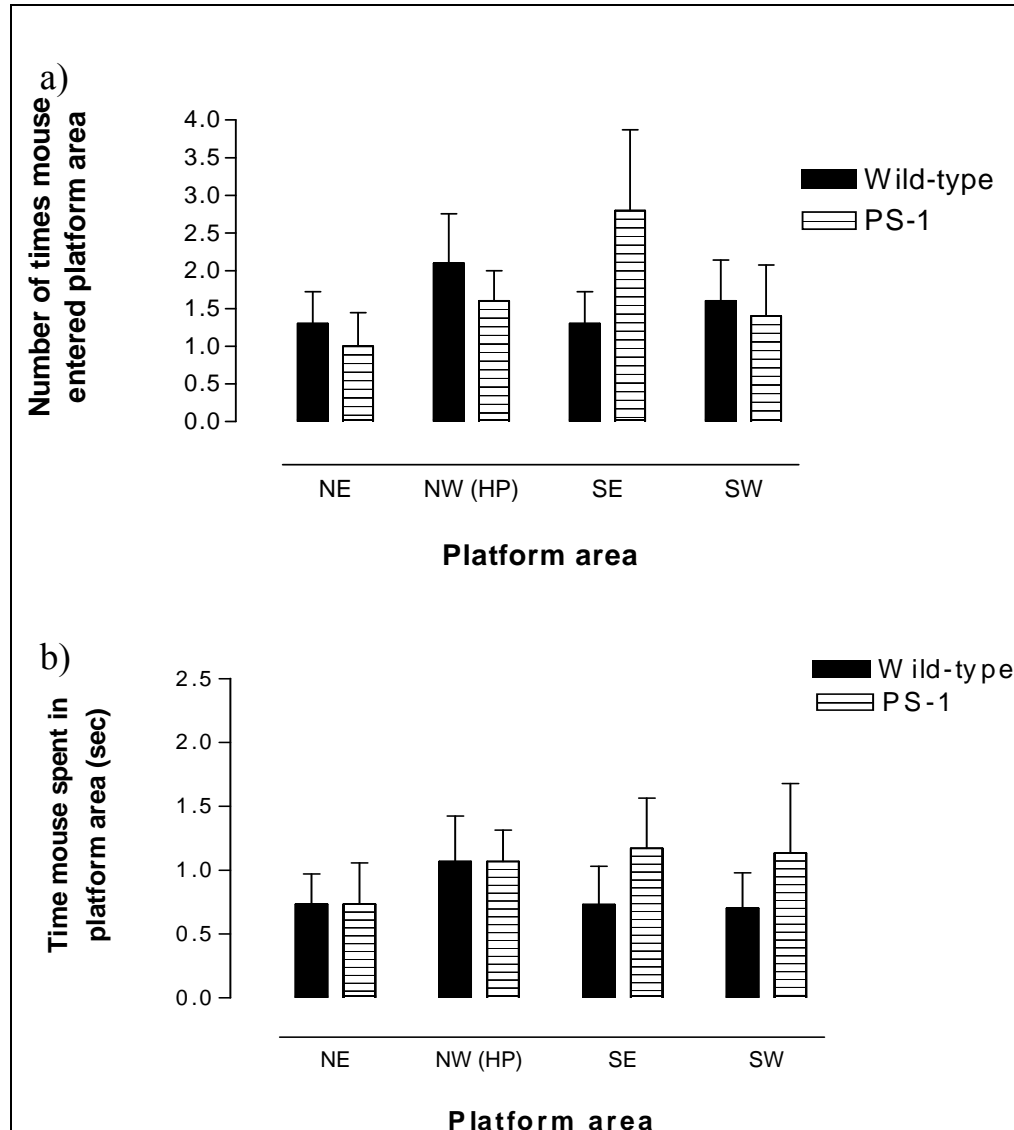 a)
Number of times mouse
entered platform area
4.0
3.5
3.0
2.5
2.0
1.5
1.0
0.5
0.0
Wild-type
PS-1
NE NW (HP) SE SW
Platform area
b)
Time mouse spent in
platform area (sec)
2.5
2.0
1.5
1.0
0.5
0.0
Wild-type
PS-1
NE NW (HP) SE SW
Platform area